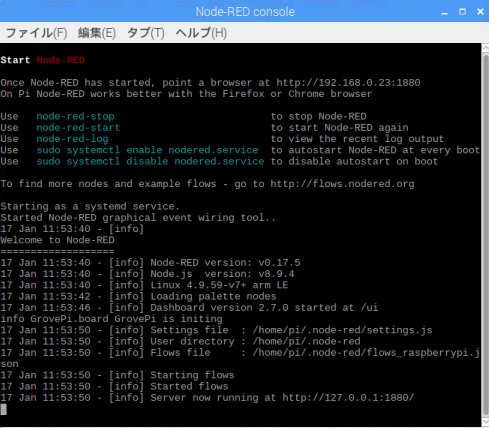 Node-RED console
ファイル(F) 編集(E) タブ(T) ヘルプ(H)
Start Node-RED
Once Node-RED has started, point a browser at http://192.168.0.23:1880
On Pi Node-RED works better with the Firefox or Chrome browser
Use   node-red-stop                          to stop Node-RED
Use   node-red-start                         to start Node-RED again
Use   node-red-log                           to view the recent log output
Use   sudo systemctl enable nodered.service  to autostart Node-RED at every boot
Use   sudo systemctl disable nodered.service to disable autostart on boot
To find more nodes and example flows - go to http://flows.nodered.org
Starting as a systemd service.
Started Node-RED graphical event wiring tool..
17 Jan 11:53:40 - [info]
Welcome to Node-RED
===================
17 Jan 11:53:40 - [info] Node-RED version: v0.17.5
17 Jan 11:53:40 - [info] Node.js  version: v8.9.4
17 Jan 11:53:40 - [info] Linux 4.9.59-v7+ arm LE
17 Jan 11:53:42 - [info] Loading palette nodes
17 Jan 11:53:46 - [info] Dashboard version 2.7.0 started at /ui
info GrovePi.board GrovePi is initing
17 Jan 11:53:50 - [info] Settings file  : /home/pi/.node-red/settings.js
17 Jan 11:53:50 - [info] User directory : /home/pi/.node-red
17 Jan 11:53:50 - [info] Flows file     : /home/pi/.node-red/flows_raspberrypi.j
son
17 Jan 11:53:50 - [info] Starting flows
17 Jan 11:53:50 - [info] Started flows
17 Jan 11:53:50 - [info] Server now running at http://127.0.0.1:1880/